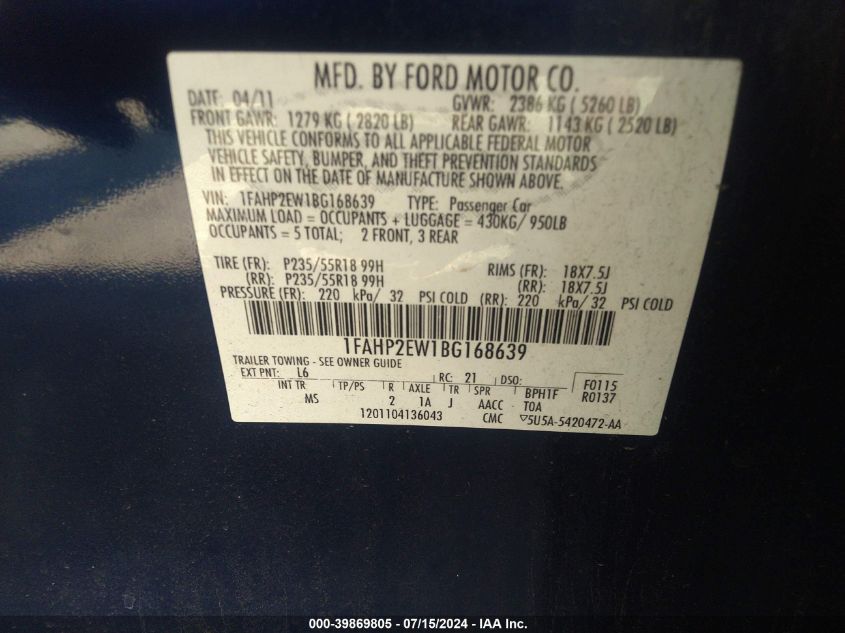 MFD. BY FORD MOTOR CO.
DATE: 04/11 GVWR: 2386 KG ( 5260 LB)
FRONT GAWR: 1279 KG ( 2820 LB) REAR GAWR: 1143 KG ( 2520 LB)
THIS VEHICLE CONFORMS TO ALL APPLICABLE FEDERAL MOTOR
VEHICLE SAFETY, BUMPER, AND THEFT PREVENTION STANDARDS
IN EFFECT ON THE DATE OF MANUFACTURE SHOWN ABOVE.
VIN: 1FAHP2EW1BG168639 TYPE: Passenger Car
MAXIMUM LOAD = OCCUPANTS + LUGGAGE = 430KG/ 950LB
OCCUPANTS = 5 TOTAL; 2 FRONT, 3 REAR
TIRE (FR): P235/55R18 99H RIMS (FR): 18X7.5J
(RR): P235/55R18 99H (RR): 18X7.5J
PRESSURE (FR): 220 kPa/ 32 PSI COLD (RR): 220 kPa/ 32 PSI COLD
1FAHP2EW1BG168639
TRAILER TOWING - SEE OWNER GUIDE
EXT PNT: L6 RC: 21 DSO: F0115
INT TR TP/PS R AXLE TR SPR BPH1F R0137
MS 2 1A J AACC TOA
1201104136043 CMC ▽5U5A-5420472-AA
000-39869805 - 07/15/2024 - IAA Inc.